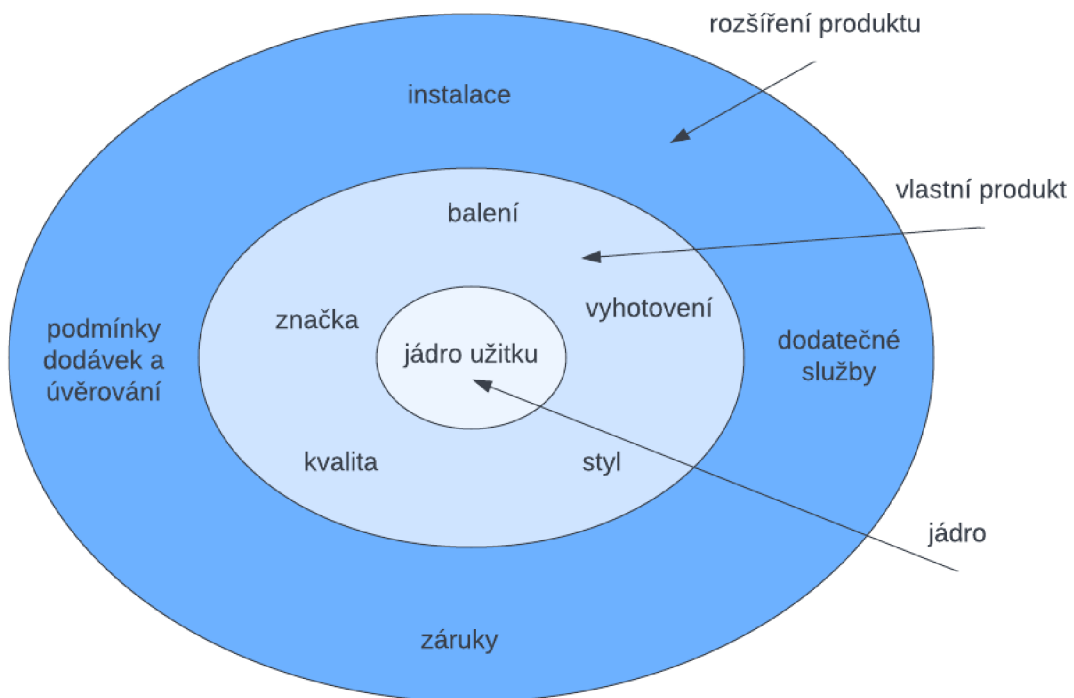 rozšíření produktu
instalace
vlastní produkt
balení
vyhotovení
značka
podmínky
dodávek a
úvěrování
jádro užitku
dodatečné
služby
kvalita
styl
jádro
záruky